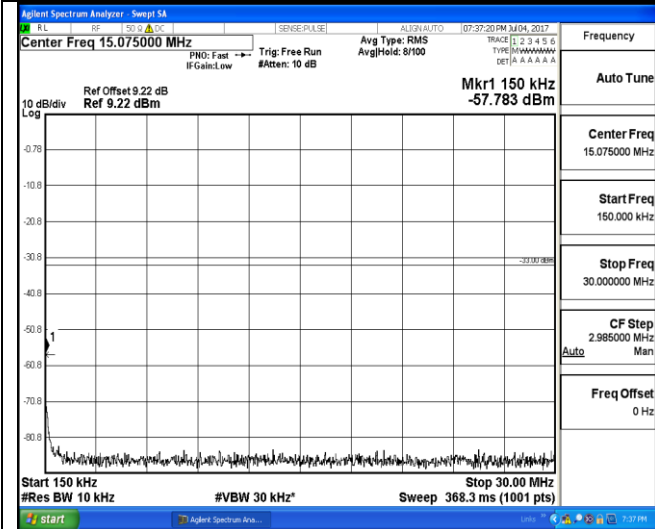 Agilent Spectrum Analyzer - Swept SA
RL RF 50 Ω DC SENSE:PULSE ALIGN AUTO 07:37:20 PM Jul 04, 2017
Center Freq 15.075000 MHz
PNO: Fast
IFGain:Low
Trig: Free Run
#Atten: 10 dB
Avg Type: RMS
Avg|Hold: 8/100
TRACE 1 2 3 4 5 6
TYPE MWWWWW
DET A A A A A A
Ref Offset 9.22 dB
10 dB/div Ref 9.22 dBm
Log
Mkr1 150 kHz
-57.783 dBm
-0.78
-10.8
-20.8
-30.8
-33.00 dBm
-40.8
-50.8
1
-60.8
-70.8
-80.8
Start 150 kHz Stop 30.00 MHz
#Res BW 10 kHz #VBW 30 kHz* Sweep 368.3 ms (1001 pts)
Frequency
Auto Tune
Center Freq
15.075000 MHz
Start Freq
150.000 kHz
Stop Freq
30.000000 MHz
CF Step
2.985000 MHz
Auto Man
Freq Offset
0 Hz
start Agilent Spectrum Ana... Links 7:37 PM